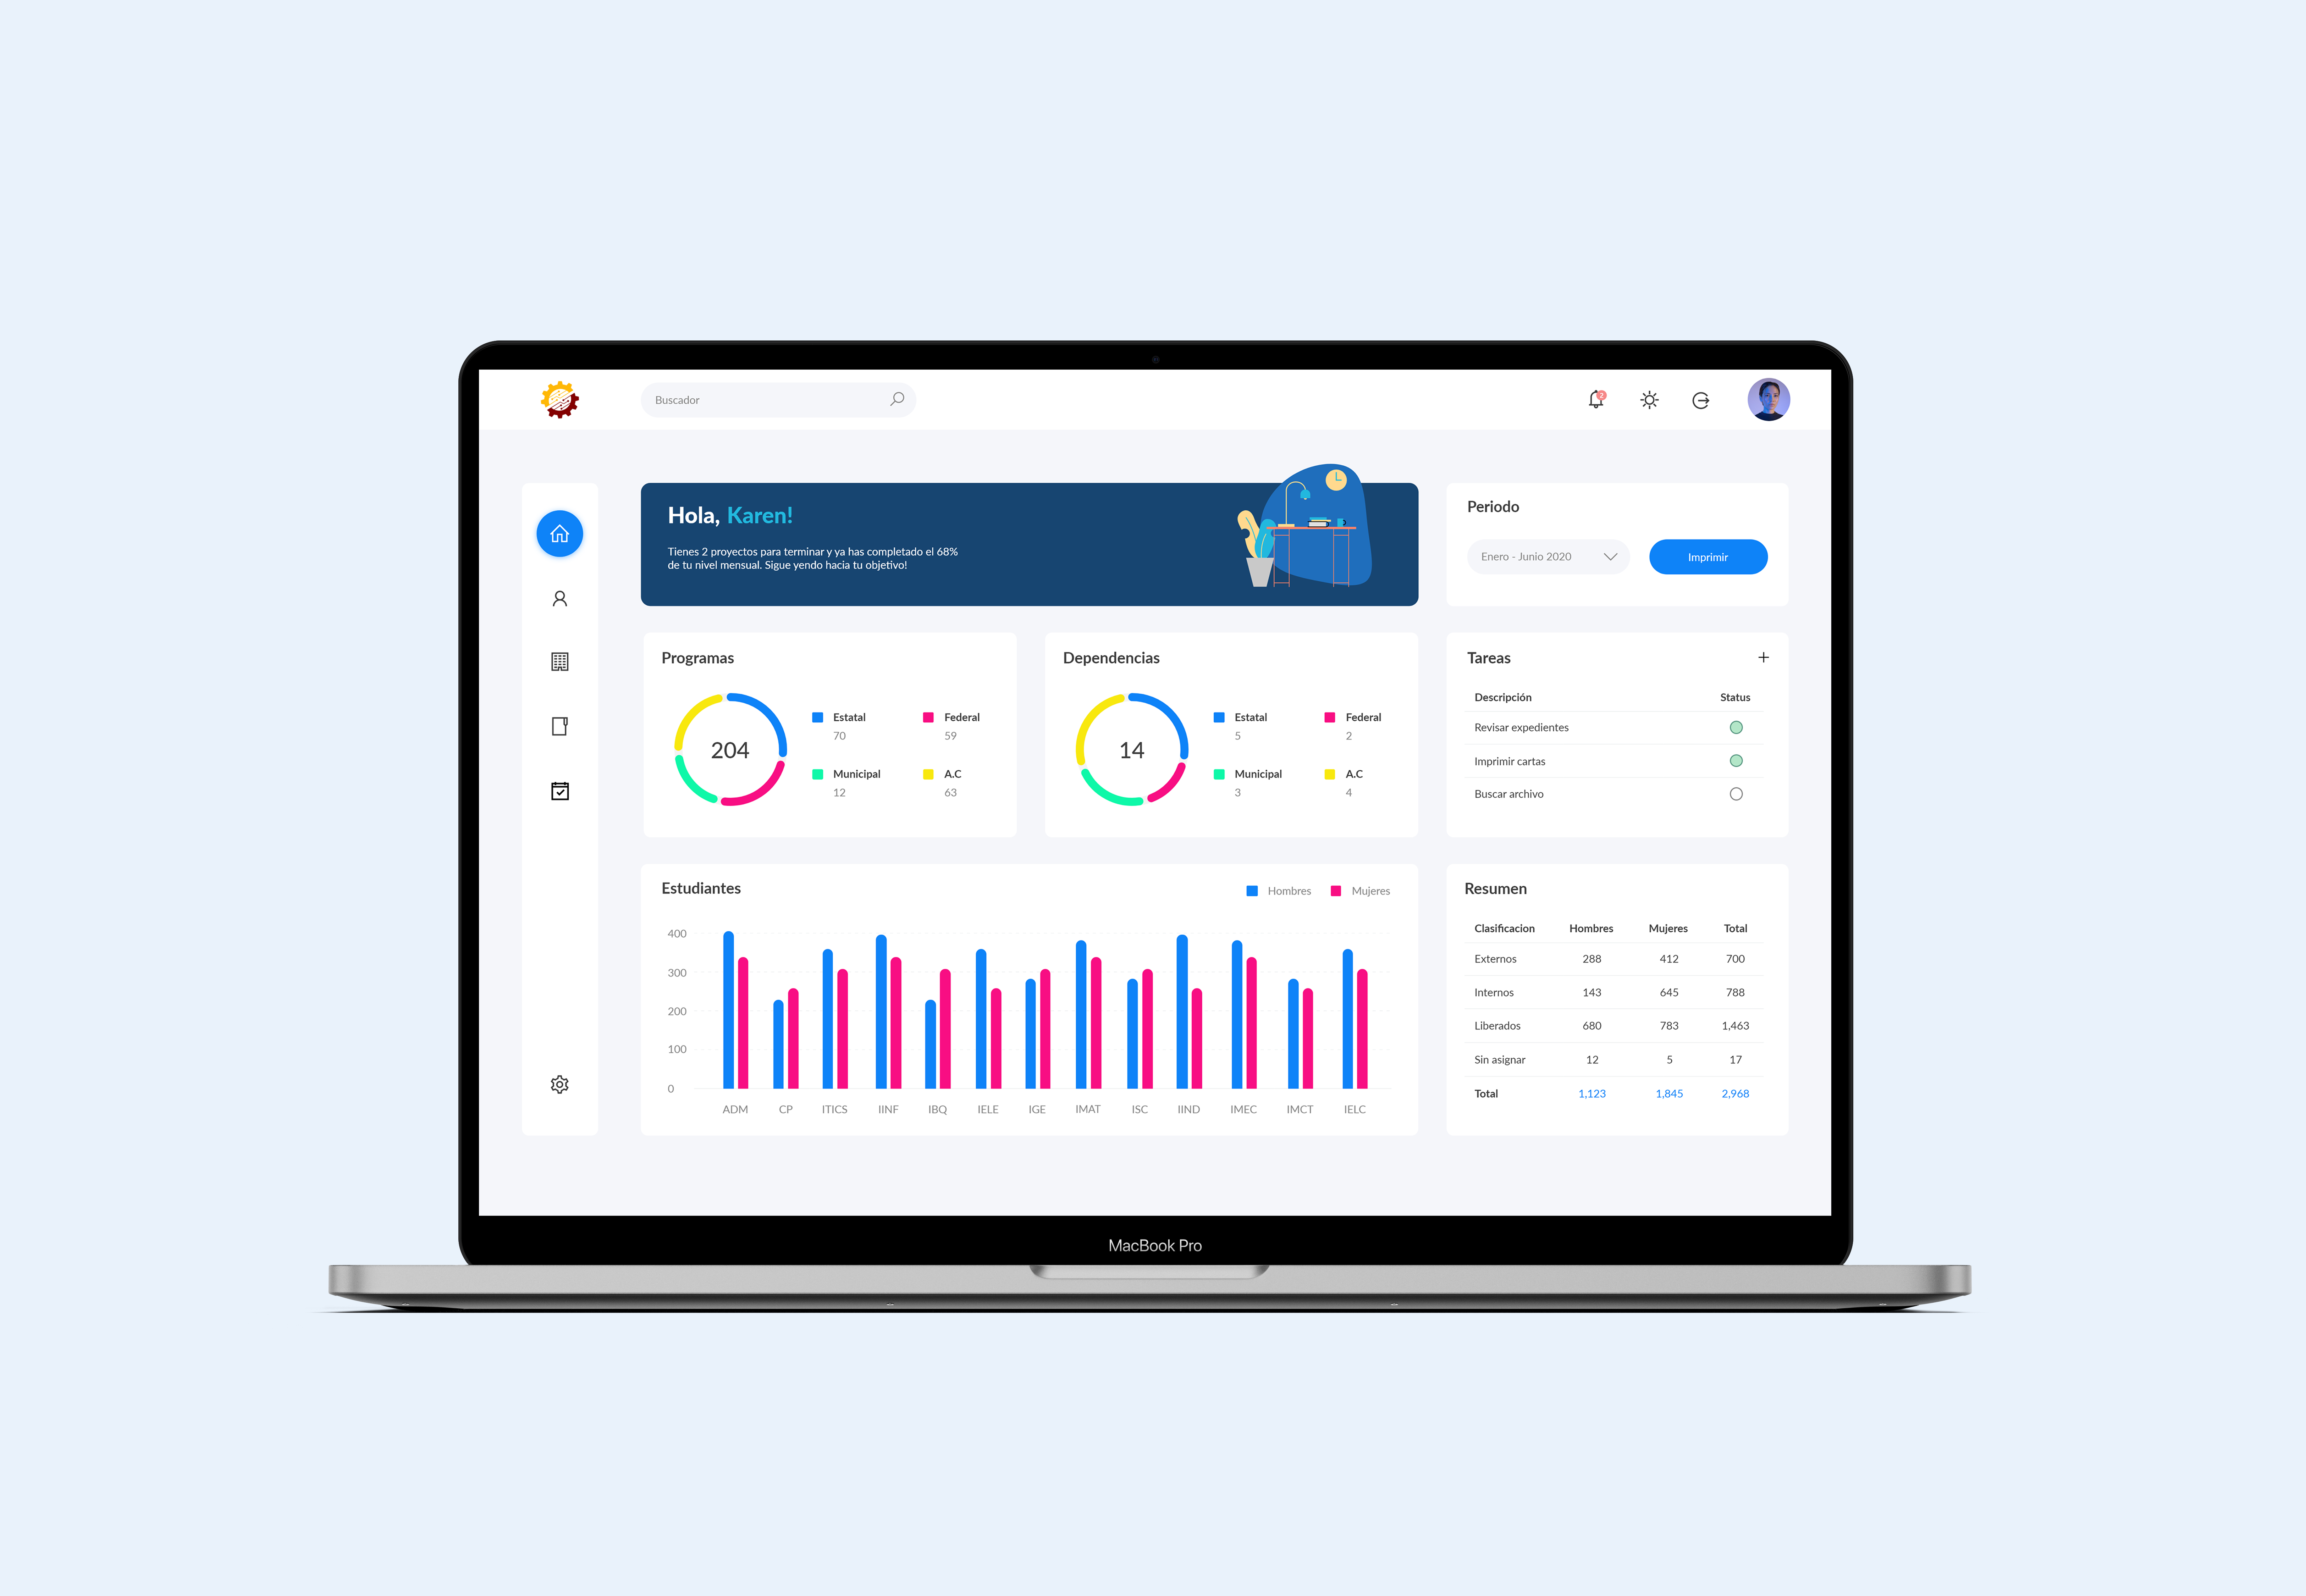 Buscador
2
Hola, Karen!
Tienes 2 proyectos para terminar y ya has completado el 68%
de tu nivel mensual. Sigue yendo hacia tu objetivo!
Periodo
Enero - Junio 2020
Imprimir
Programas
204
Estatal
70
Federal
59
Municipal
12
A.C
63
Dependencias
14
Estatal
5
Federal
2
Municipal
3
A.C
4
Tareas
+
Descripción Status
Revisar expedientes
Imprimir cartas
Buscar archivo
Estudiantes
Hombres Mujeres
400
300
200
100
0
ADM CP ITICS IINF IBQ IELE IGE IMAT ISC IIND IMEC IMCT IELC
Resumen
Clasificacion Hombres Mujeres Total
Externos 288 412 700
Internos 143 645 788
Liberados 680 783 1,463
Sin asignar 12 5 17
Total 1,123 1,845 2,968
MacBook Pro